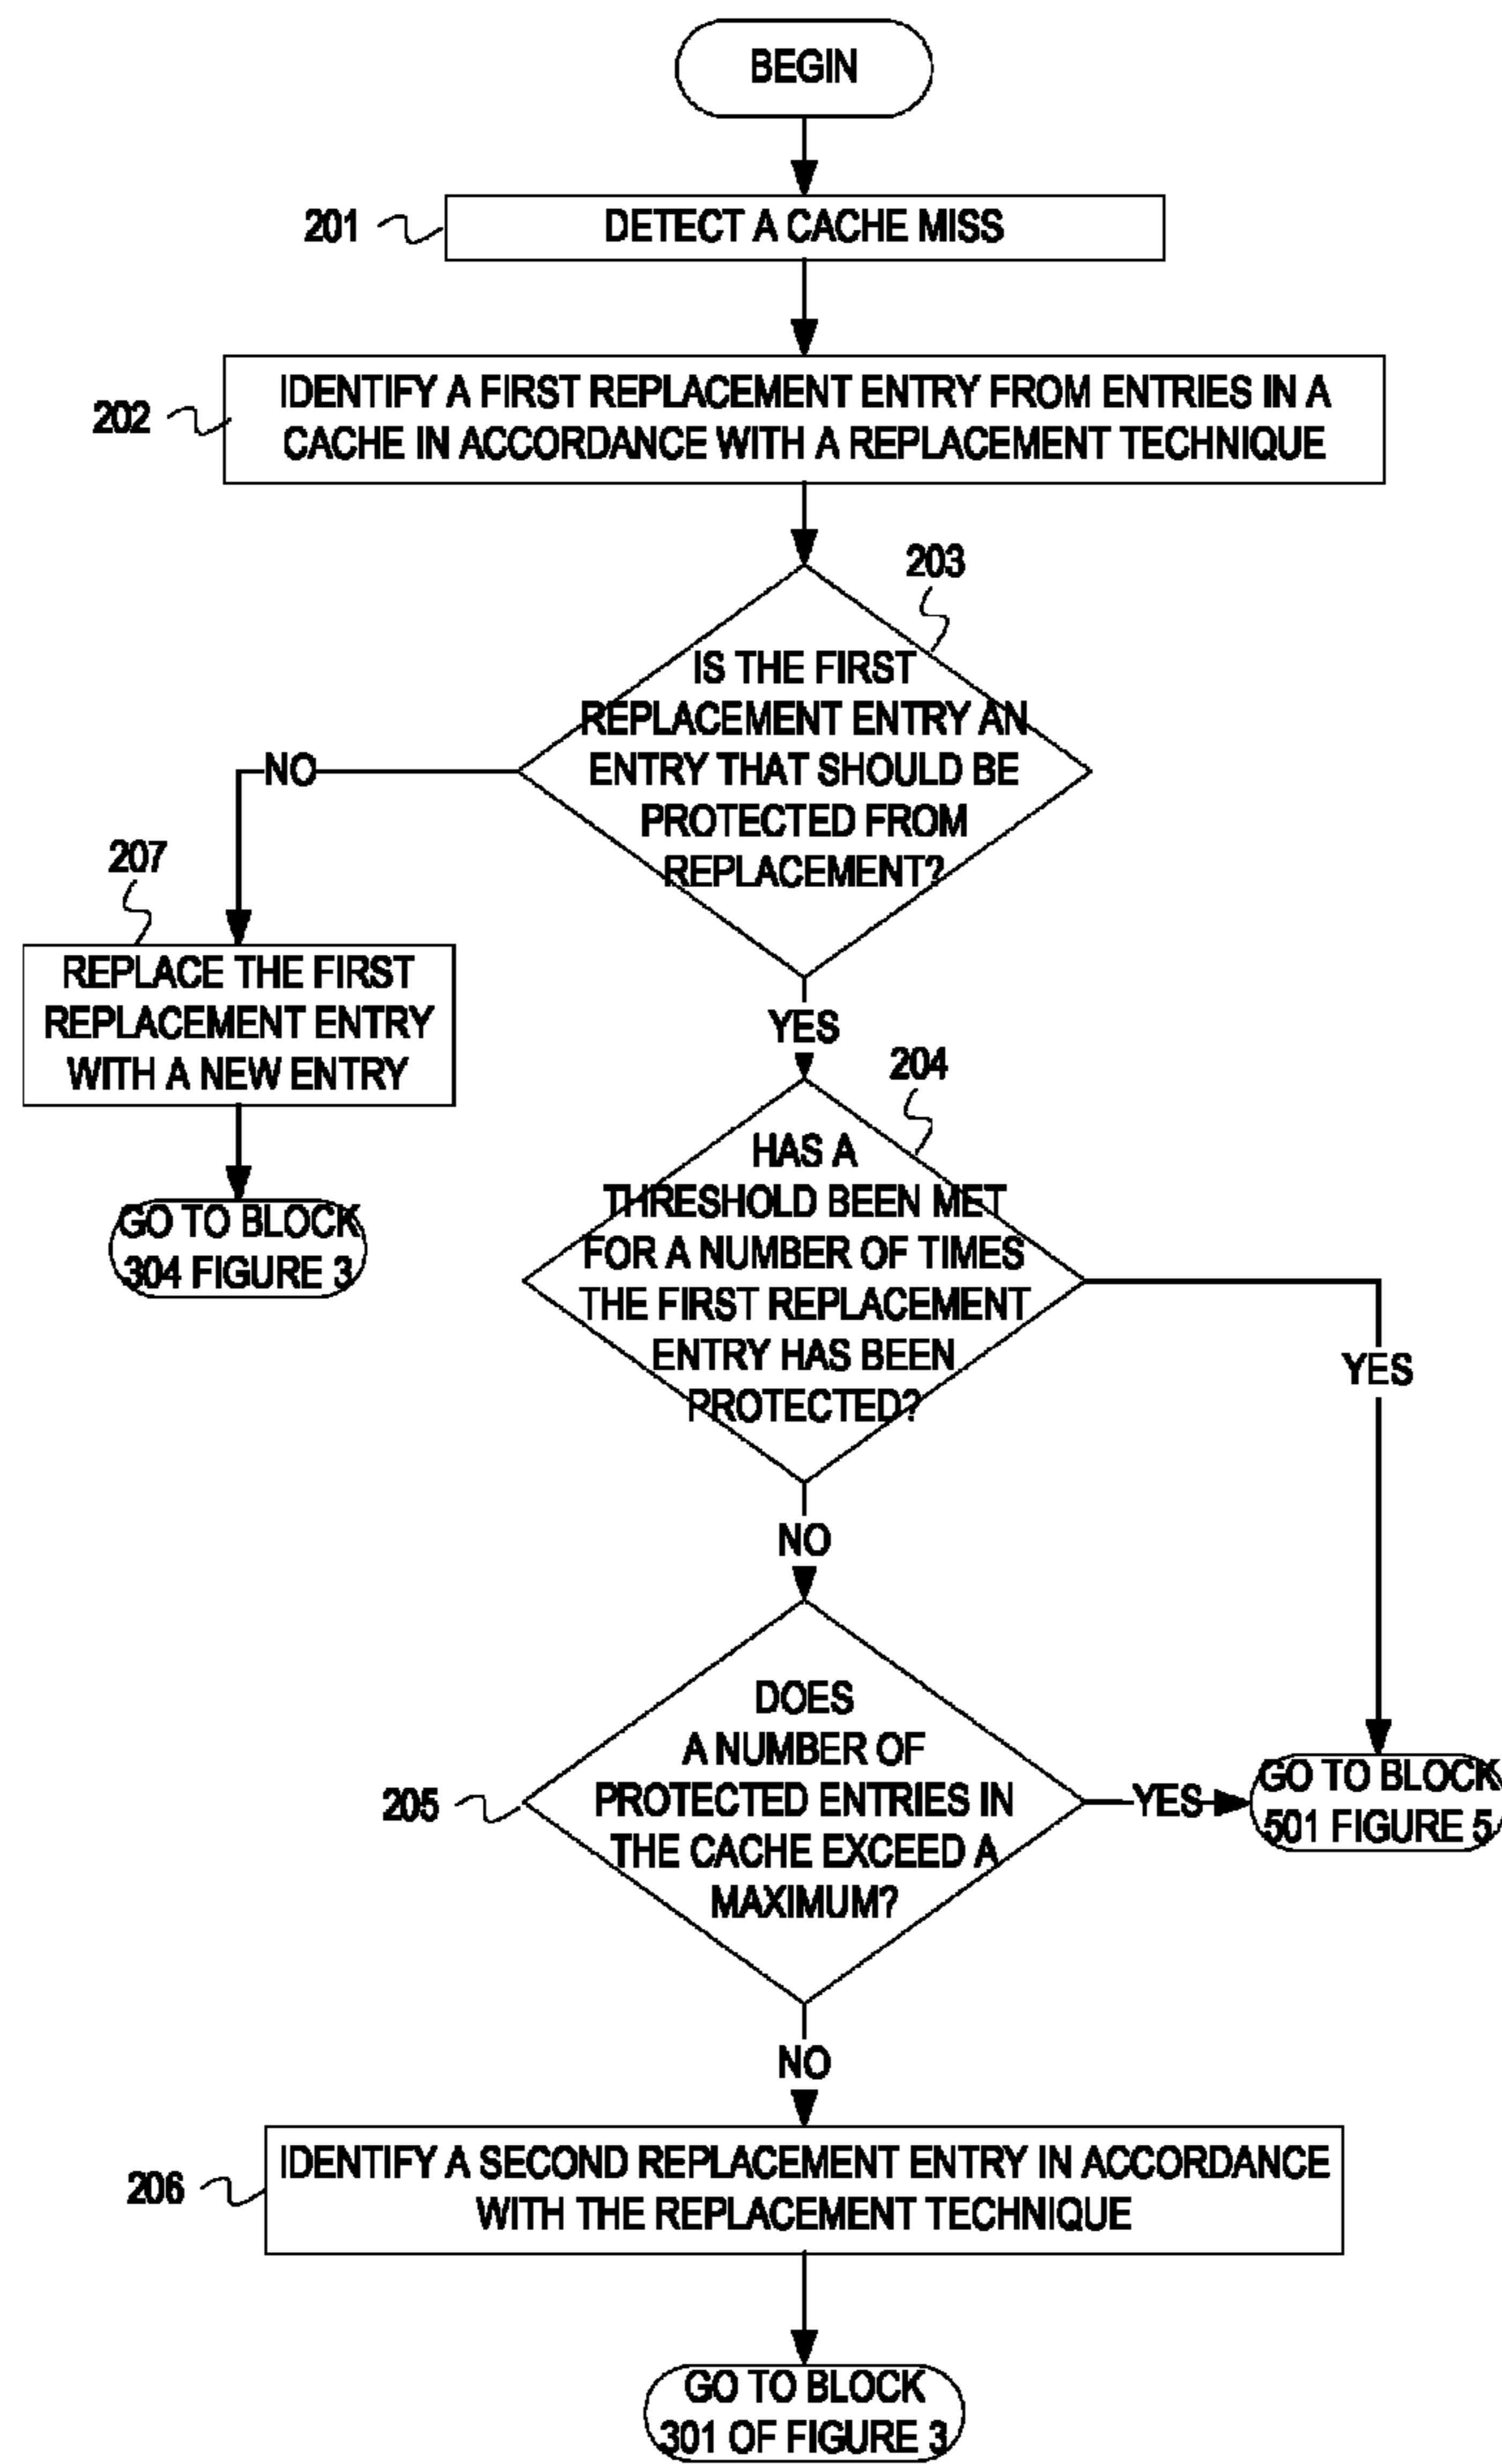 BEGIN
201
DETECT A CACHE MISS
202
IDENTIFY A FIRST REPLACEMENT ENTRY FROM ENTRIES IN A
CACHE IN ACCORDANCE WITH A REPLACEMENT TECHNIQUE
203
IS THE FIRST
REPLACEMENT ENTRY AN
ENTRY THAT SHOULD BE
PROTECTED FROM
REPLACEMENT?
NO
207
REPLACE THE FIRST
REPLACEMENT ENTRY
WITH A NEW ENTRY
GO TO BLOCK
304 FIGURE 3
YES
204
HAS A
THRESHOLD BEEN MET
FOR A NUMBER OF TIMES
THE FIRST REPLACEMENT
ENTRY HAS BEEN
PROTECTED?
YES
NO
205
DOES
A NUMBER OF
PROTECTED ENTRIES IN
THE CACHE EXCEED A
MAXIMUM?
YES
GO TO BLOCK
501 FIGURE 5
NO
206
IDENTIFY A SECOND REPLACEMENT ENTRY IN ACCORDANCE
WITH THE REPLACEMENT TECHNIQUE
GO TO BLOCK
301 OF FIGURE 3